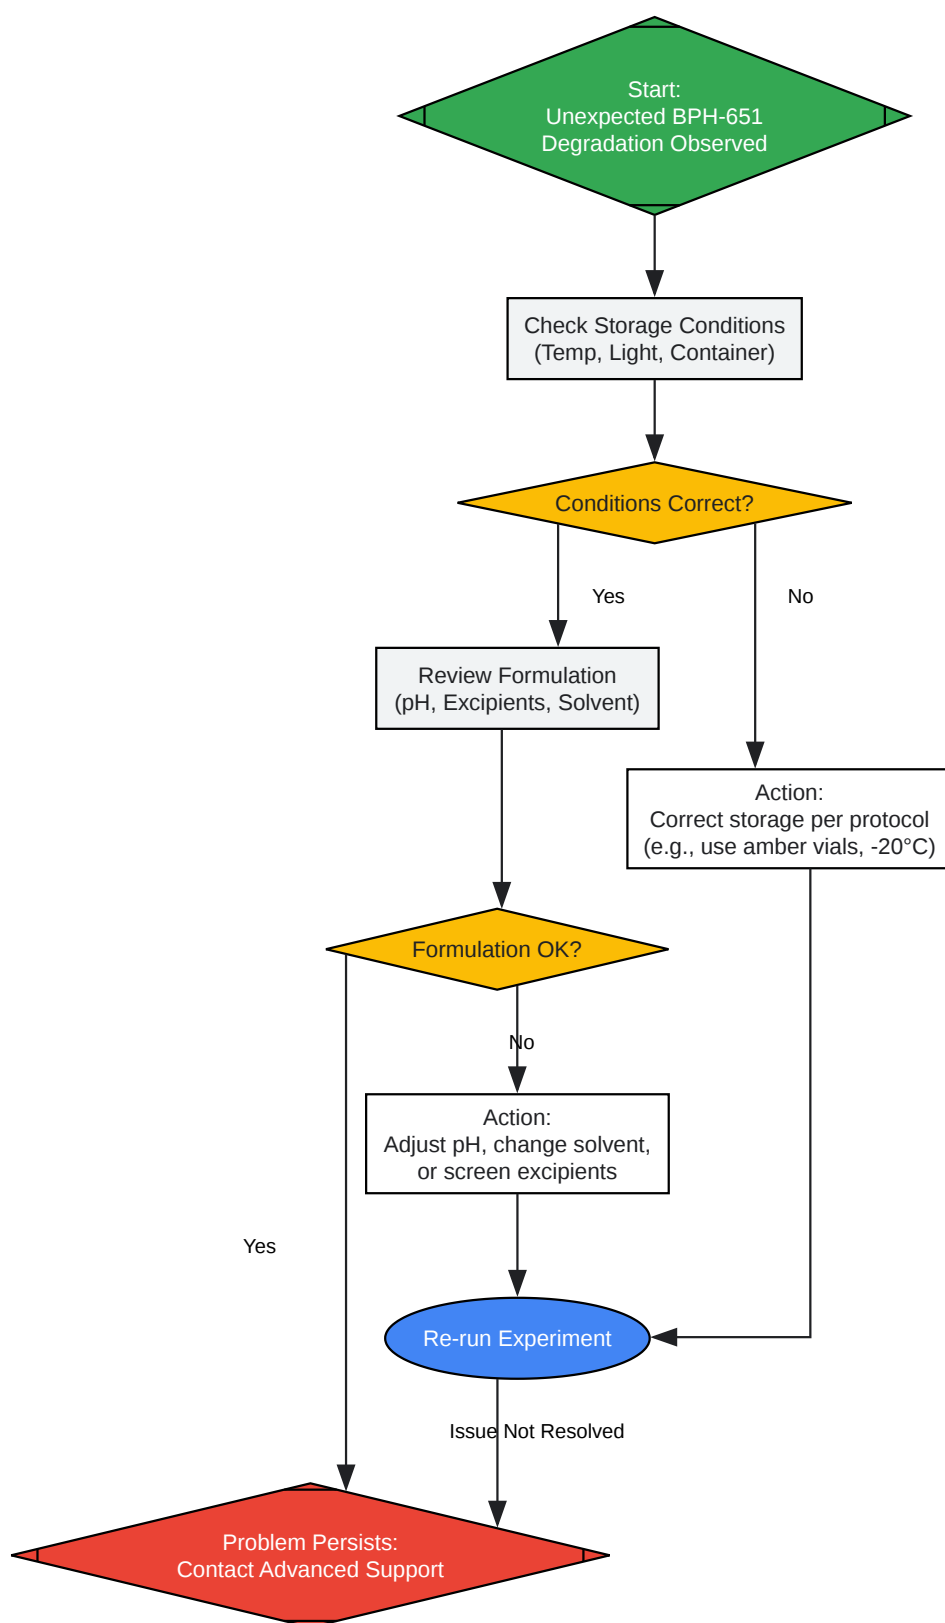 Start:
Unexpected BPH-651
Degradation Observed
Check Storage Conditions
(Temp, Light, Container)
Conditions Correct?
Yes
No
Review Formulation
(pH, Excipients, Solvent)
Action:
Correct storage per protocol
(e.g., use amber vials, -20°C)
Formulation OK?
No
Action:
Adjust pH, change solvent,
or screen excipients
Yes
Re-run Experiment
Issue Not Resolved
Problem Persists:
Contact Advanced Support